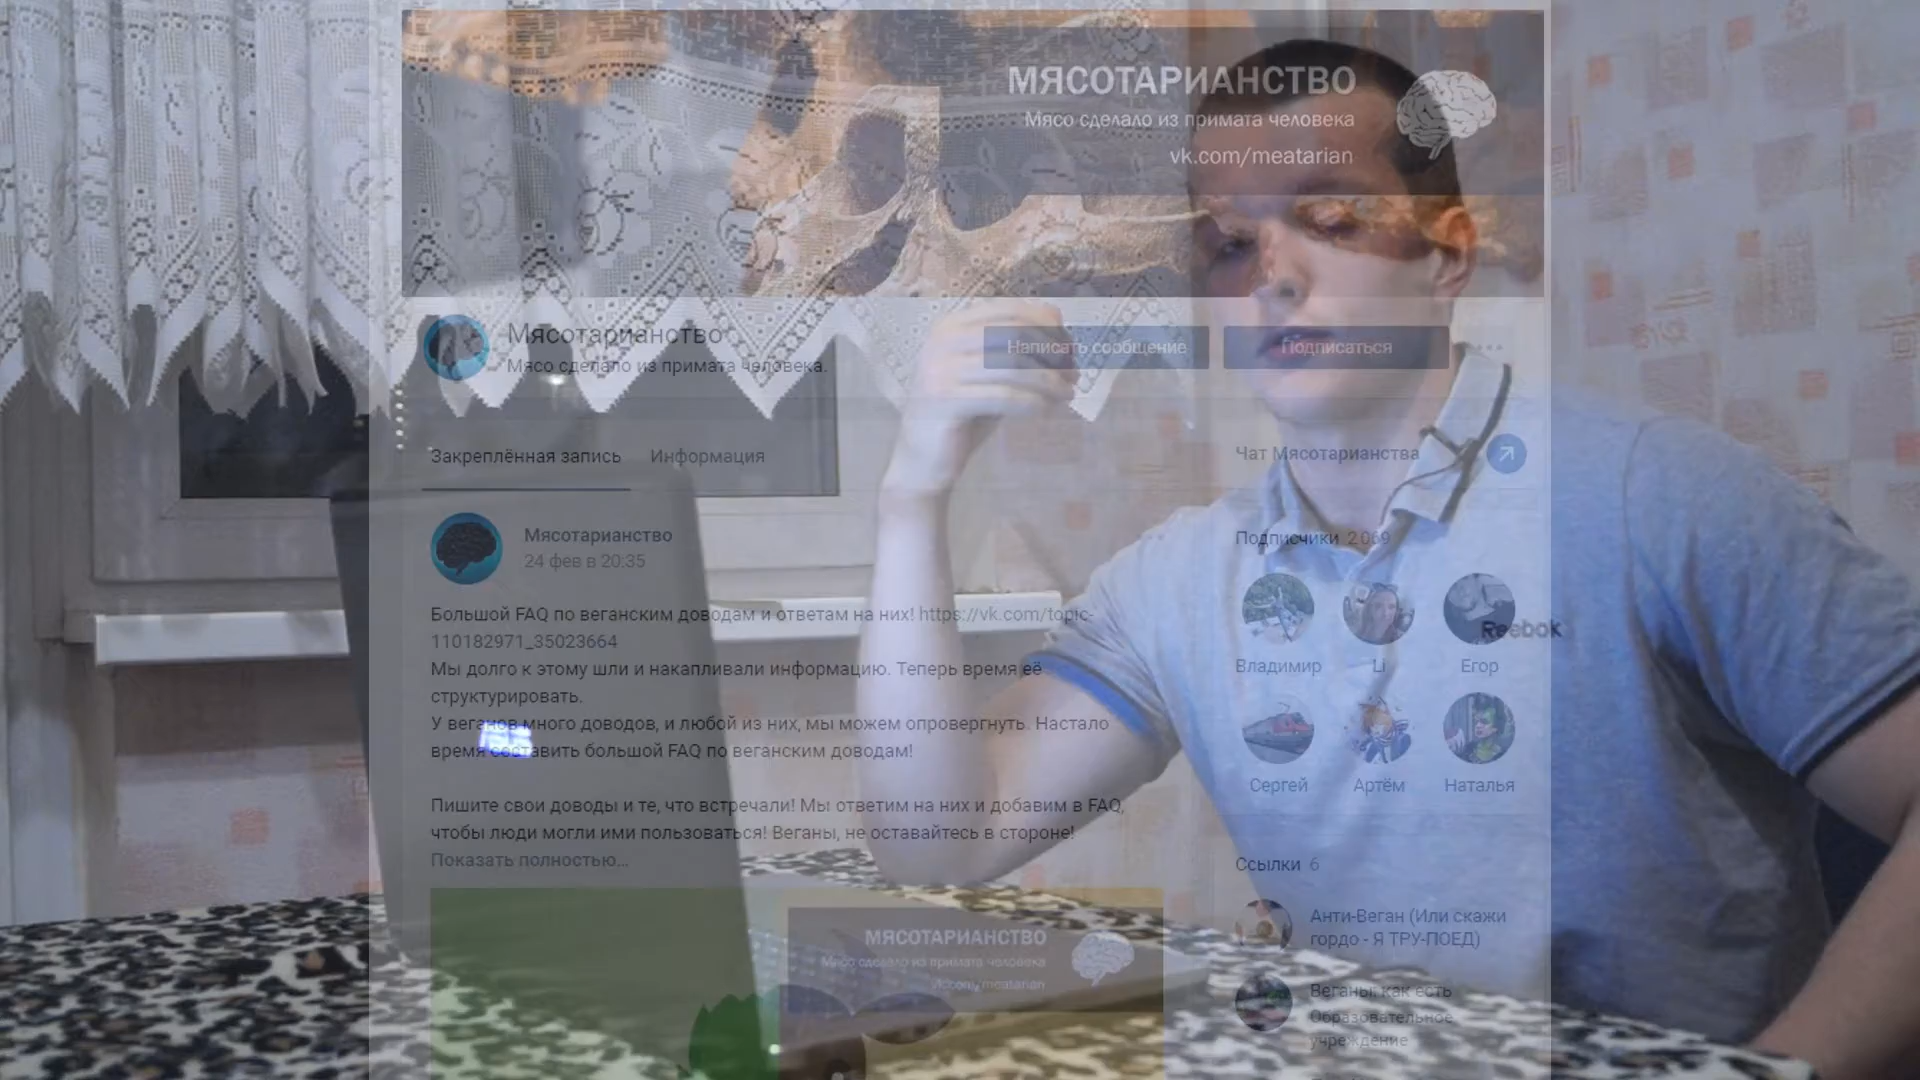 МЯСОТАРИАНСТВО
Мясо сделало из примата человека
vk.com/meatarian
Мясотарианство
Мясо сделало из примата человека.
Написать сообщение
Подписаться
Закреплённая запись
Информация
Мясотарианство
24 фев в 20:35
Большой FAQ по веганским доводам и ответам на них! https://vk.com/topic-
110182971_35023664
Мы долго к этому шли и накапливали информацию. Теперь время её
структурировать.
У веганов много доводов, и любой из них, мы можем опровергнуть. Настало
время составить большой FAQ по веганским доводам!
Пишите свои доводы и те, что встречали! Мы ответим на них и добавим в FAQ,
чтобы люди могли ими пользоваться! Веганы, не оставайтесь в стороне!
Показать полностью...
МЯСОТАРИАНСТВО
Мясо сделало из примата человека
Чат Мясотарианства
Подписчики 2 069
Reebok
Владимир
Li
Егор
Сергей
Артём
Наталья
Ссылки 6
Анти-Веган (Или скажи
гордо - Я ТРУ-ПОЕД)
Веганы: как есть
Образовательное
учреждение